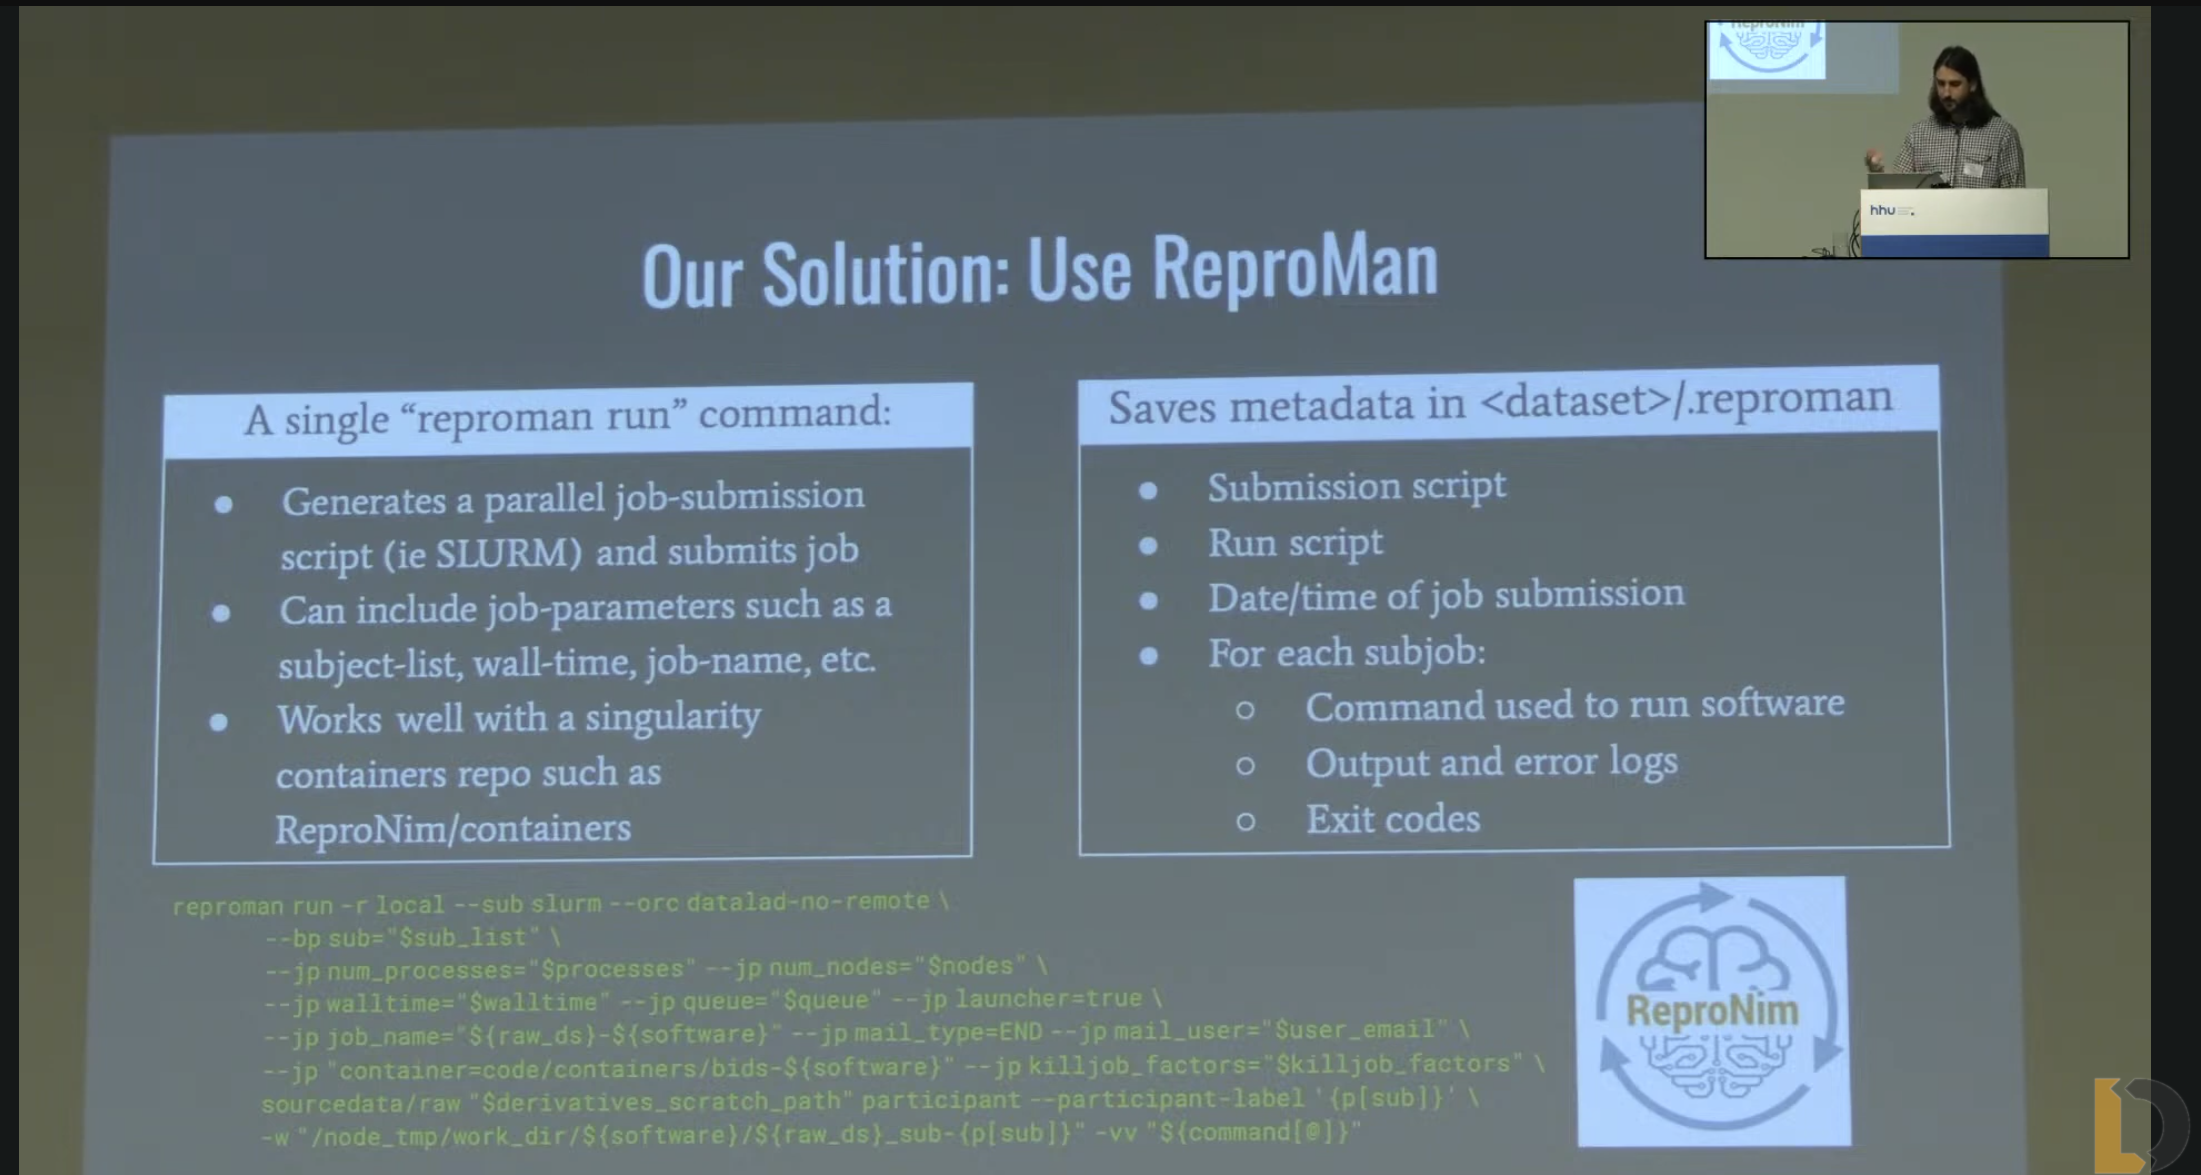 ReproNim
hhu
Our Solution: Use ReproMan
A single “reproman run” command:
● Generates a parallel job-submission
script (ie SLURM) and submits job
● Can include job-parameters such as a
subject-list, wall-time, job-name, etc.
● Works well with a singularity
containers repo such as
ReproNim/containers
Saves metadata in <dataset>/.reproman
● Submission script
● Run script
● Date/time of job submission
● For each subjob:
○ Command used to run software
○ Output and error logs
○ Exit codes
reproman run -r local --sub slurm --orc datalad-no-remote \
--bp sub="$sub_list" \
--jp num_processes="$processes" --jp num_nodes="$nodes" \
--jp walltime="$walltime" --jp queue="$queue" --jp launcher=true \
--jp job_name="${raw_ds}-${software}" --jp mail_type=END --jp mail_user="$user_email" \
--jp "container=code/containers/bids-${software}" --jp killjob_factors="$killjob_factors" \
sourcedata/raw "$derivatives_scratch_path" participant --participant-label '{p[sub]}' \
-w "/node_tmp/work_dir/${software}/${raw_ds}_sub-{p[sub]}" -vv "${command[@]}"
ReproNim